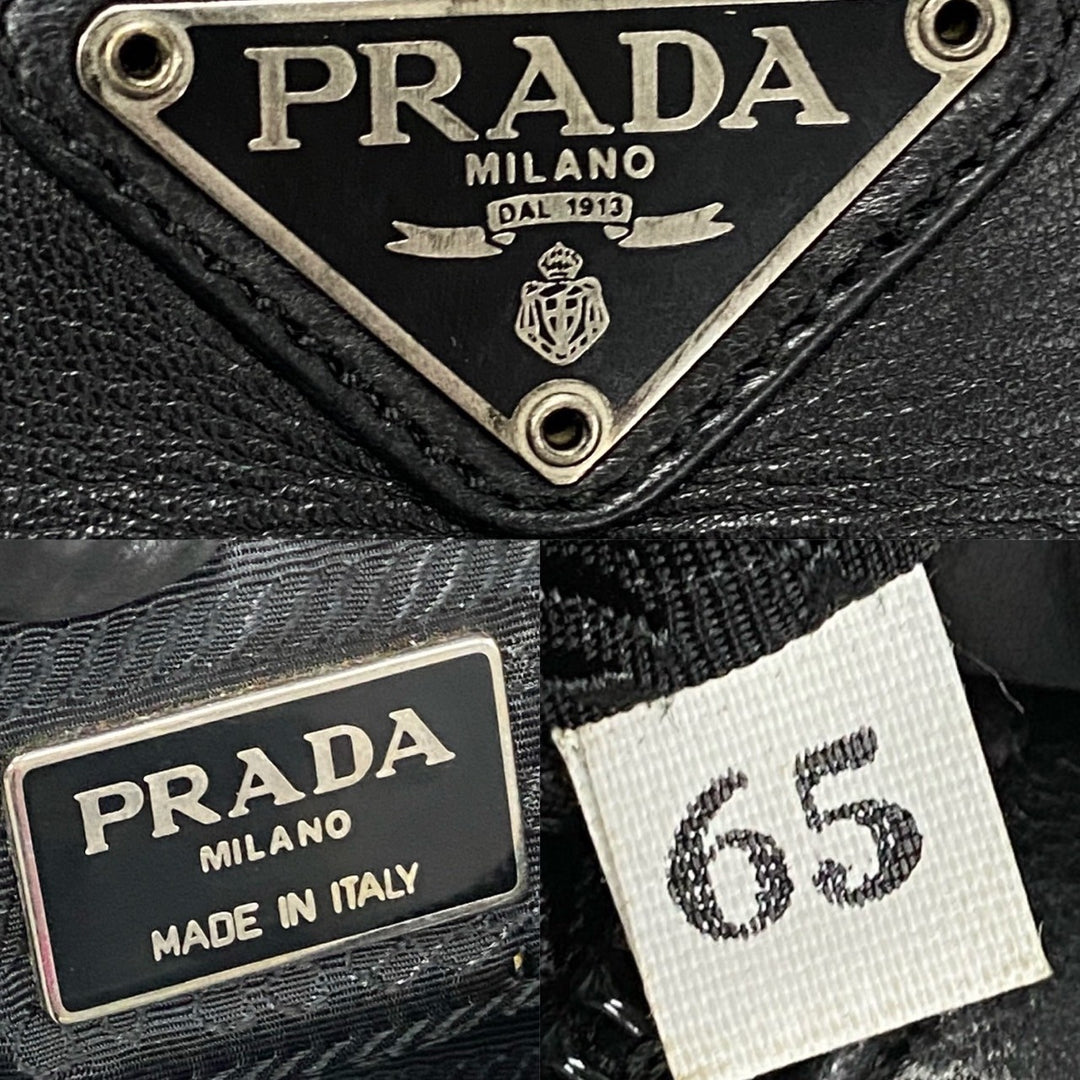 PRADA
MILANO
DAL 1913
PRADA
MILANO
MADE IN ITALY
65